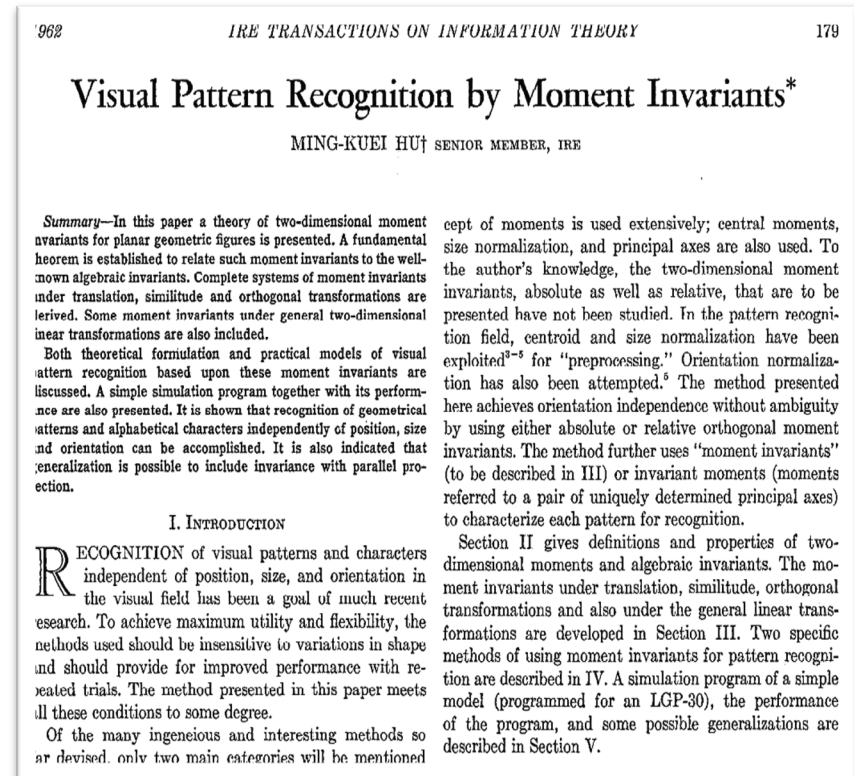 '962
IRE TRANSACTIONS ON INFORMATION THEORY
179
Visual Pattern Recognition by Moment Invariants*
MING-KUEI HU† SENIOR MEMBER, IRE
Summary—In this paper a theory of two-dimensional moment
nvariants for planar geometric figures is presented. A fundamental
heorem is established to relate such moment invariants to the well-
nown algebraic invariants. Complete systems of moment invariants
nder translation, similitude and orthogonal transformations are
lerived. Some moment invariants under general two-dimensional
inear transformations are also included.
Both theoretical formulation and practical models of visual
attern recognition based upon these moment invariants are
liscussed. A simple simulation program together with its perform-
nce are also presented. It is shown that recognition of geometrical
atterns and alphabetical characters independently of position, size
nd orientation can be accomplished. It is also indicated that
eneralization is possible to include invariance with parallel pro-
ection.
I. INTRODUCTION
RECOGNITION of visual patterns and characters
independent of position, size, and orientation in
the visual field has been a goal of much recent
esearch. To achieve maximum utility and flexibility, the
nethods used should be insensitive to variations in shape
nd should provide for improved performance with re-
eated trials. The method presented in this paper meets
ll these conditions to some degree.
Of the many ingeneious and interesting methods so
ar devised, only two main categories will be mentioned
cept of moments is used extensively; central moments,
size normalization, and principal axes are also used. To
the author's knowledge, the two-dimensional moment
invariants, absolute as well as relative, that are to be
presented have not been studied. In the pattern recogni-
tion field, centroid and size normalization have been
exploited³⁻⁵ for "preprocessing." Orientation normaliza-
tion has also been attempted.⁵ The method presented
here achieves orientation independence without ambiguity
by using either absolute or relative orthogonal moment
invariants. The method further uses "moment invariants"
(to be described in III) or invariant moments (moments
referred to a pair of uniquely determined principal axes)
to characterize each pattern for recognition.
Section II gives definitions and properties of two-
dimensional moments and algebraic invariants. The mo-
ment invariants under translation, similitude, orthogonal
transformations and also under the general linear trans-
formations are developed in Section III. Two specific
methods of using moment invariants for pattern recogni-
tion are described in IV. A simulation program of a simple
model (programmed for an LGP-30), the performance
of the program, and some possible generalizations are
described in Section V.